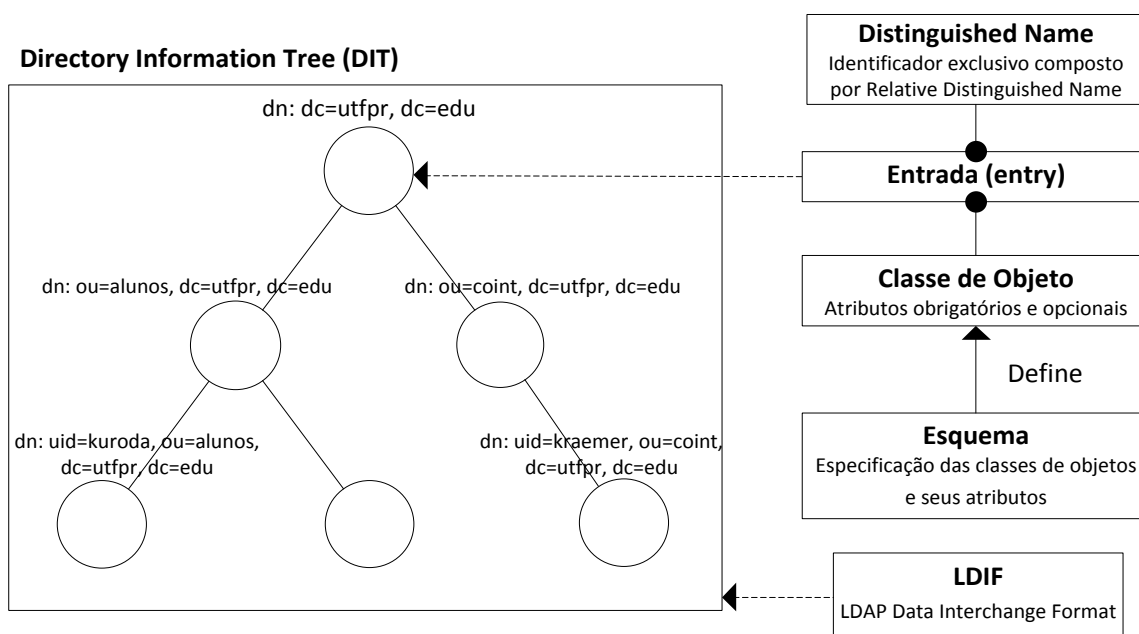 Directory Information Tree (DIT)
dn: dc=utfpr, dc=edu
dn: ou=alunos, dc=utfpr, dc=edu
dn: ou=coint, dc=utfpr, dc=edu
dn: uid=kuroda, ou=alunos,
dc=utfpr, dc=edu
dn: uid=kraemer, ou=coint,
dc=utfpr, dc=edu
Distinguished Name
Identificador exclusivo composto
por Relative Distinguished Name
Entrada (entry)
Classe de Objeto
Atributos obrigatórios e opcionais
Define
Esquema
Especificação das classes de objetos
e seus atributos
LDIF
LDAP Data Interchange Format